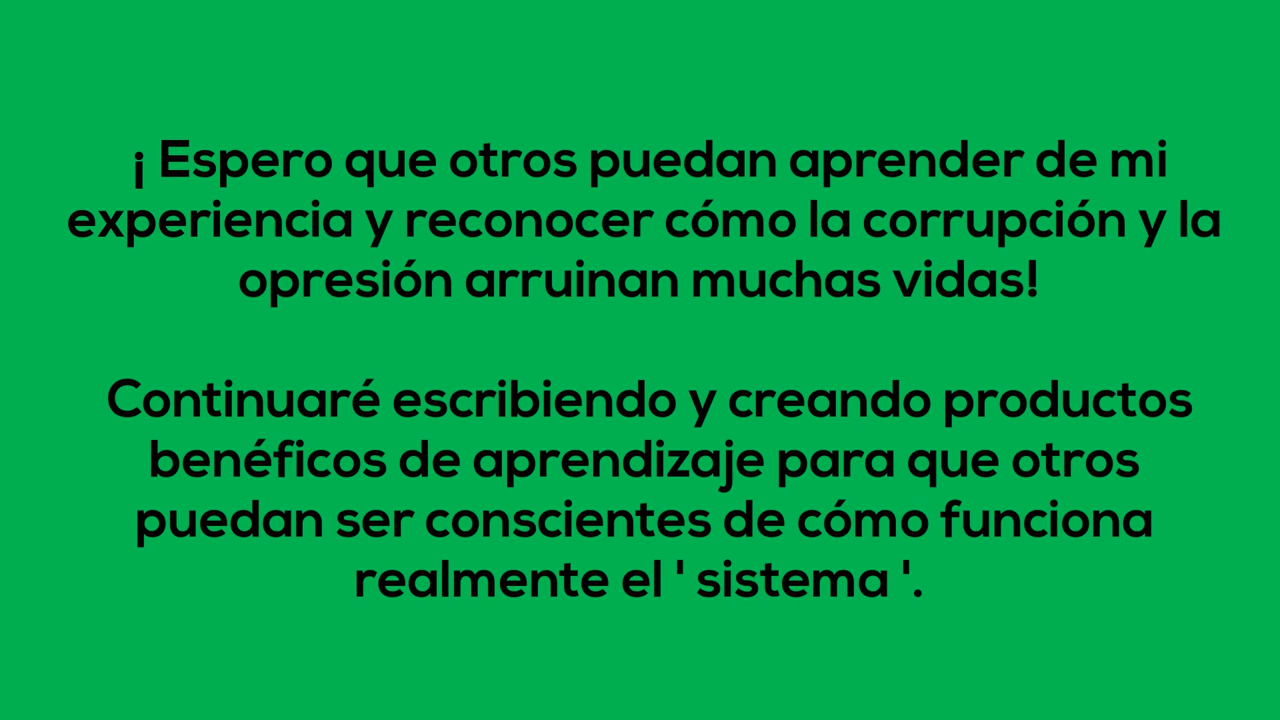 ¡ Espero que otros puedan aprender de mi
experiencia y reconocer cómo la corrupción y la
opresión arruinan muchas vidas!
Continuaré escribiendo y creando productos
benéficos de aprendizaje para que otros
puedan ser conscientes de cómo funciona
realmente el ' sistema '.